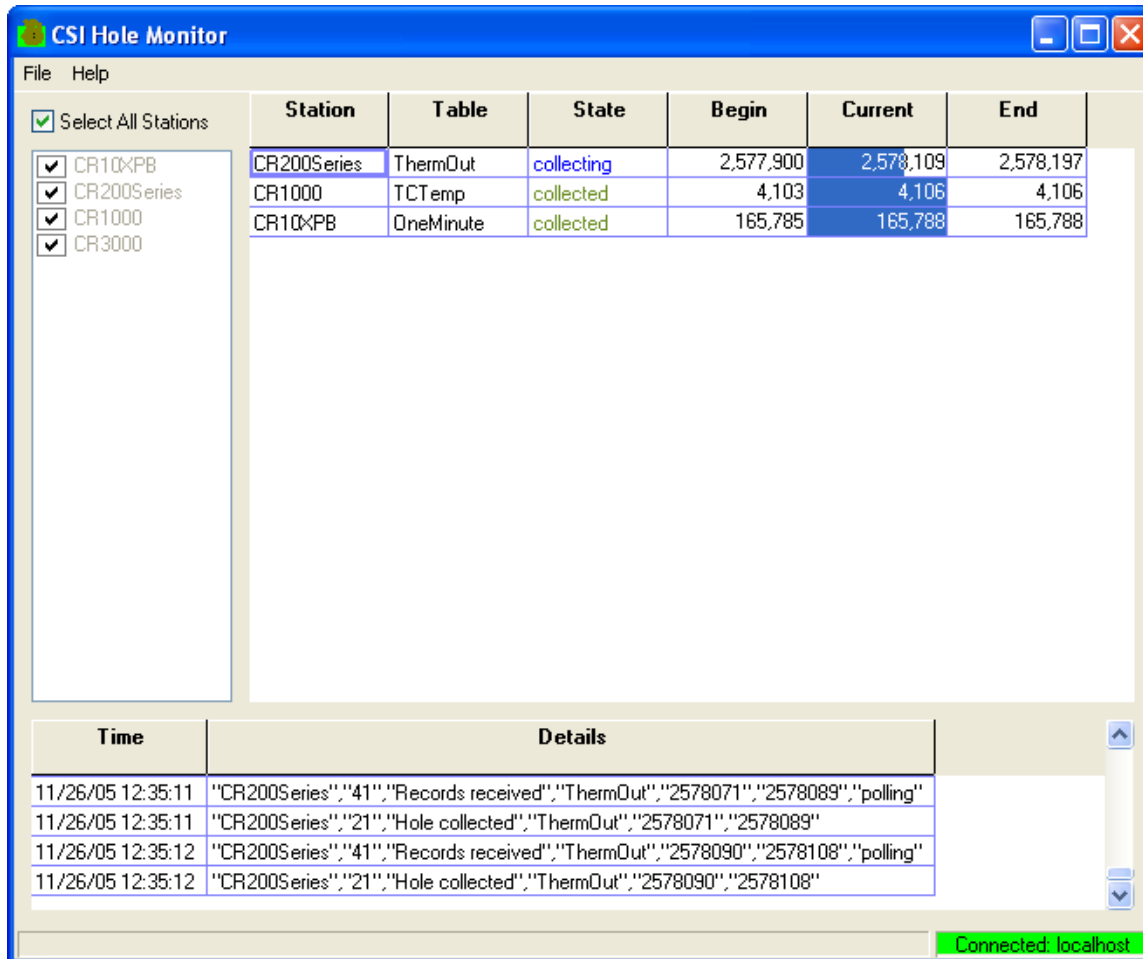 CSI Hole Monitor
File Help
Select All Stations
CR10XPB
CR200Series
CR1000
CR3000
Station Table State Begin Current End
CR200Series ThermOut collecting 2,577,900 2,578,109 2,578,197
CR1000 TCTemp collected 4,103 4,106 4,106
CR10XPB OneMinute collected 165,785 165,788 165,788
Time Details
11/26/05 12:35:11 "CR200Series","41","Records received","ThermOut","2578071","2578089","polling"
11/26/05 12:35:11 "CR200Series","21","Hole collected","ThermOut","2578071","2578089"
11/26/05 12:35:12 "CR200Series","41","Records received","ThermOut","2578090","2578108","polling"
11/26/05 12:35:12 "CR200Series","21","Hole collected","ThermOut","2578090","2578108"
Connected: localhost